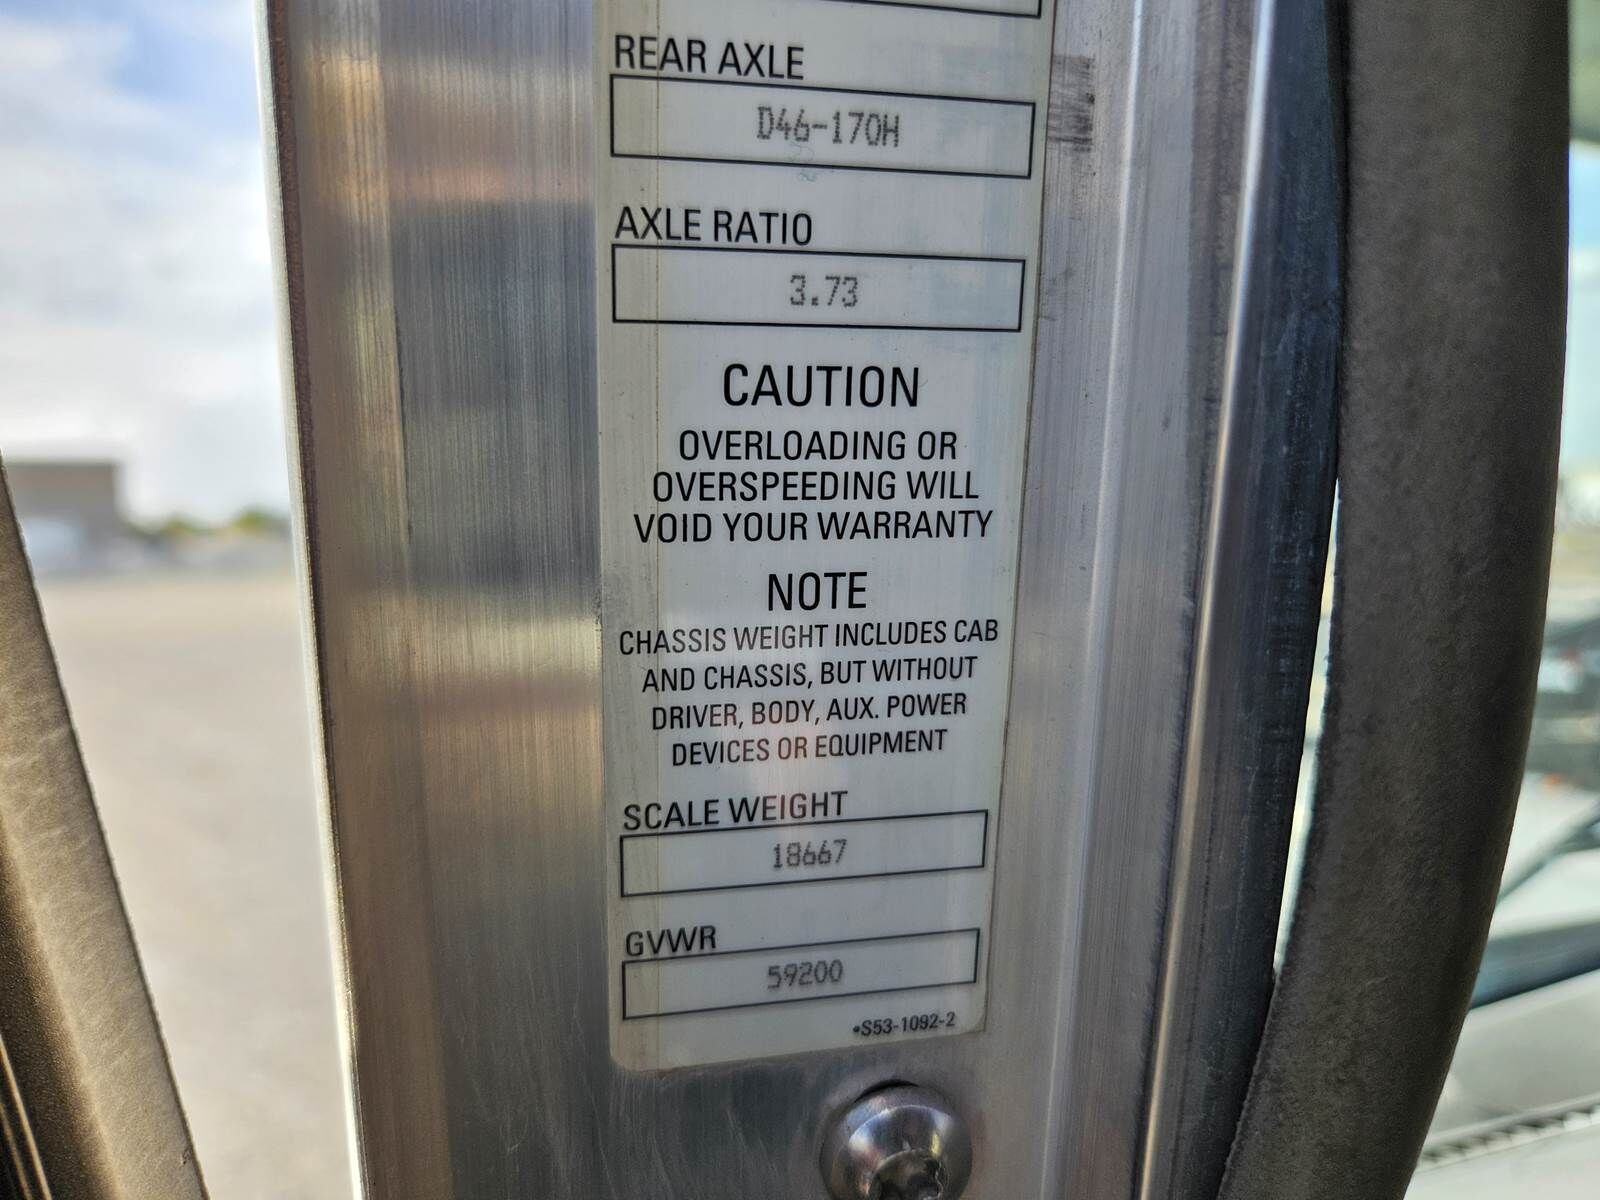 REAR AXLE
D46-170H
AXLE RATIO
3.73
CAUTION
OVERLOADING OR
OVERSPEEDING WILL
VOID YOUR WARRANTY
NOTE
CHASSIS WEIGHT INCLUDES CAB
AND CHASSIS, BUT WITHOUT
DRIVER, BODY, AUX. POWER
DEVICES OR EQUIPMENT
SCALE WEIGHT
18667
GVWR
59200
•S53-1092-2